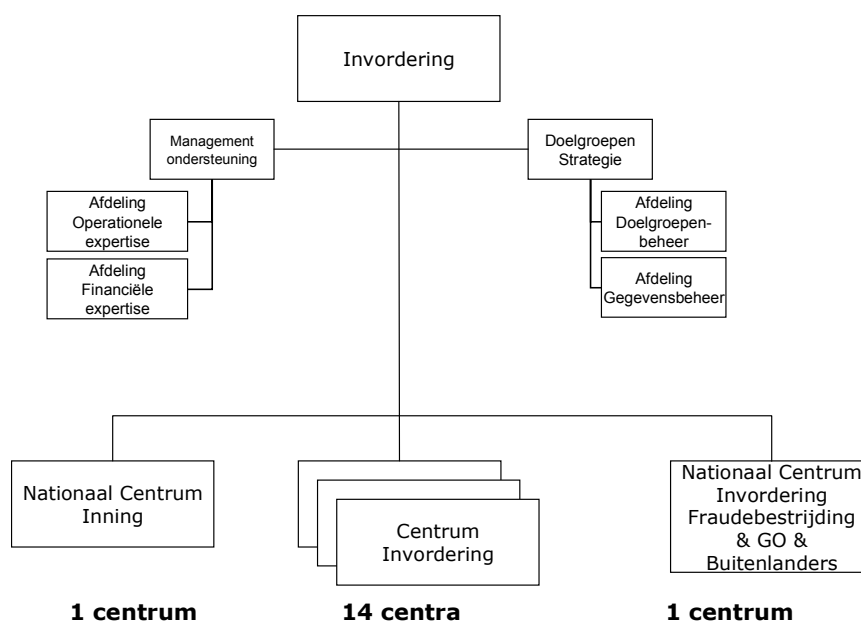 Invordering
Management
ondersteuning
Doelgroepen
Strategie
Afdeling
Operationele
expertise
Afdeling
Financiële
expertise
Afdeling
Doelgroepen-
beheer
Afdeling
Gegevensbeheer
Nationaal Centrum
Inning
Centrum
Invordering
Nationaal Centrum
Invordering
Fraudebestrijding
& GO &
Buitenlanders
1 centrum
14 centra
1 centrum